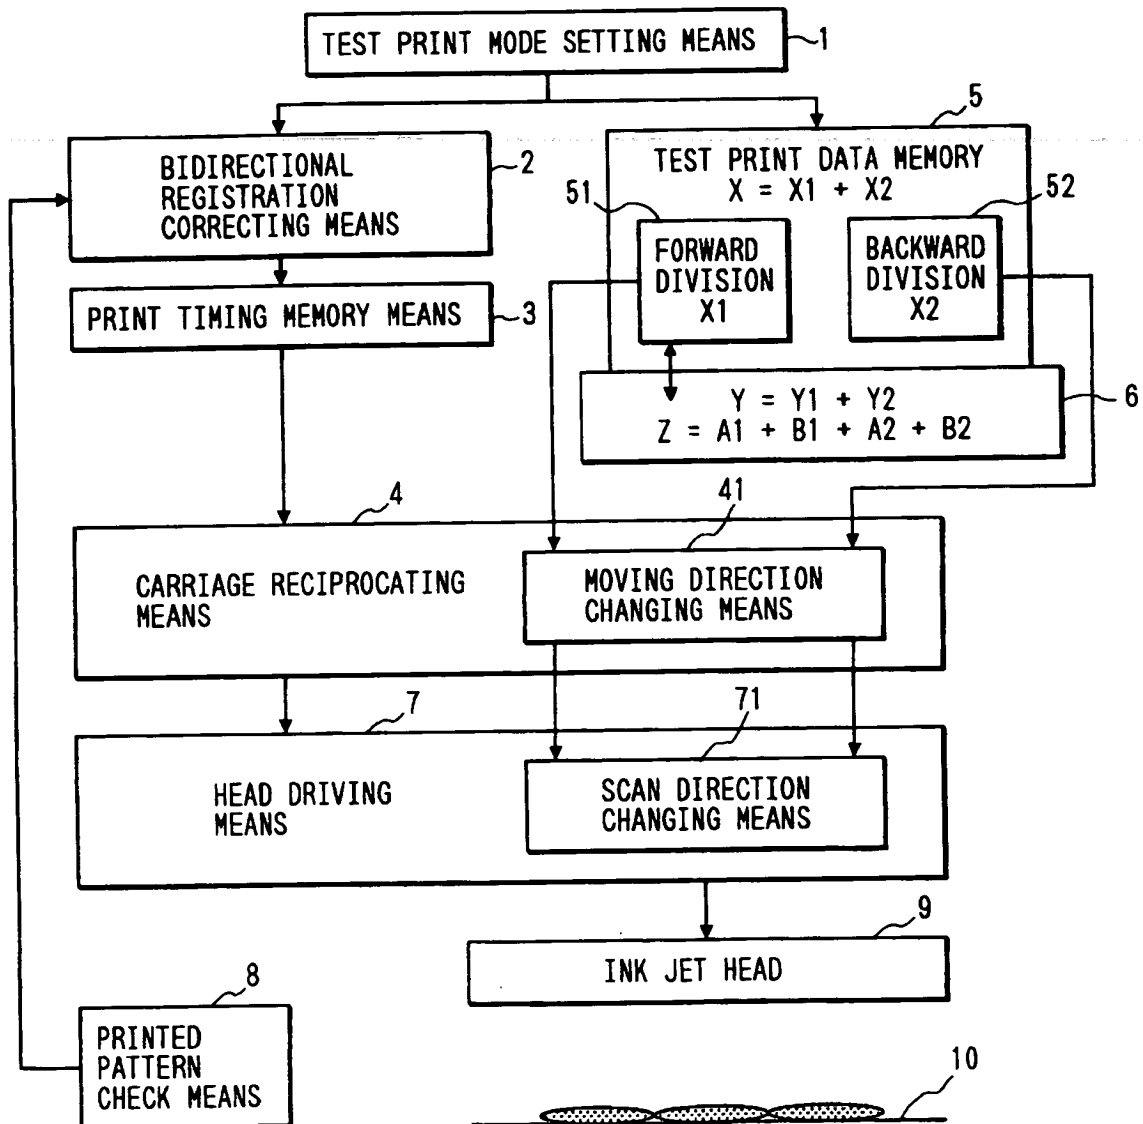 TEST PRINT MODE SETTING MEANS
1
5
BIDIRECTIONAL
REGISTRATION
CORRECTING MEANS
2
TEST PRINT DATA MEMORY
X = X1 + X2
51
52
FORWARD
DIVISION
X1
BACKWARD
DIVISION
X2
PRINT TIMING MEMORY MEANS
3
Y = Y1 + Y2
Z = A1 + B1 + A2 + B2
6
4
41
CARRIAGE RECIPROCATING
MEANS
MOVING DIRECTION
CHANGING MEANS
7
71
HEAD DRIVING
MEANS
SCAN DIRECTION
CHANGING MEANS
9
INK JET HEAD
8
PRINTED
PATTERN
CHECK MEANS
10